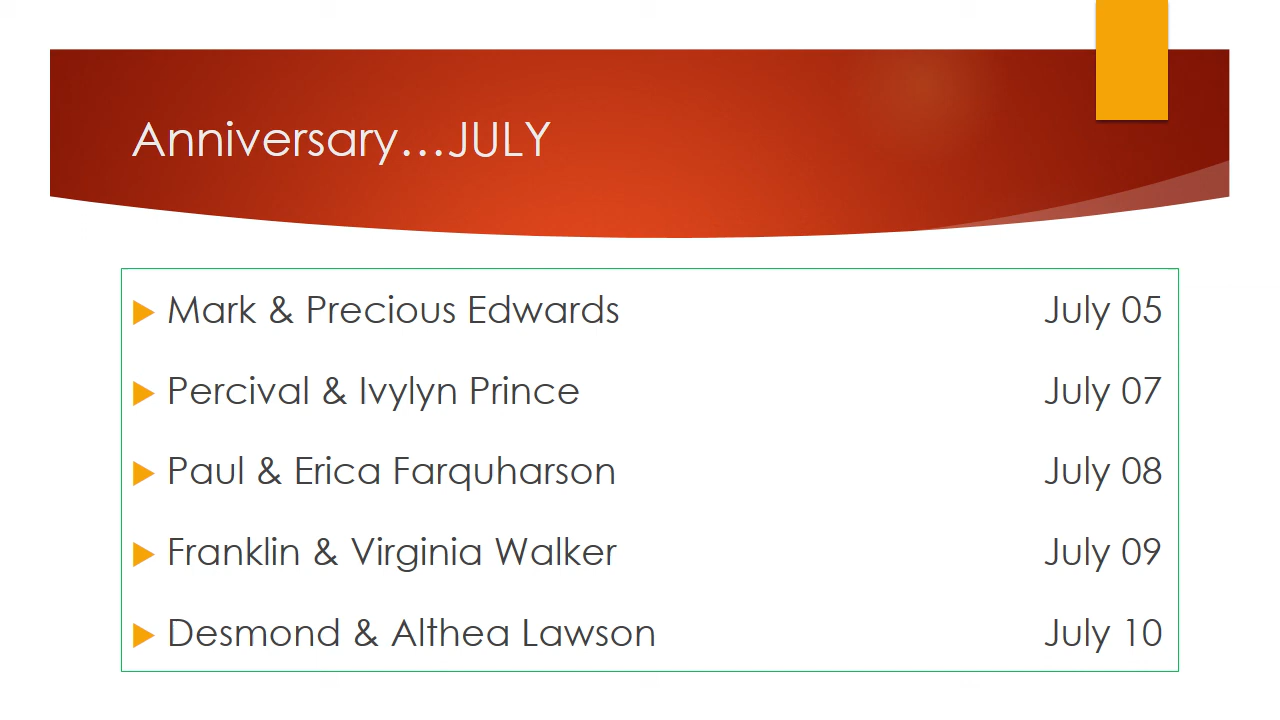 Anniversary…JULY
Mark & Precious Edwards July 05
Percival & Ivylyn Prince July 07
Paul & Erica Farquharson July 08
Franklin & Virginia Walker July 09
Desmond & Althea Lawson July 10